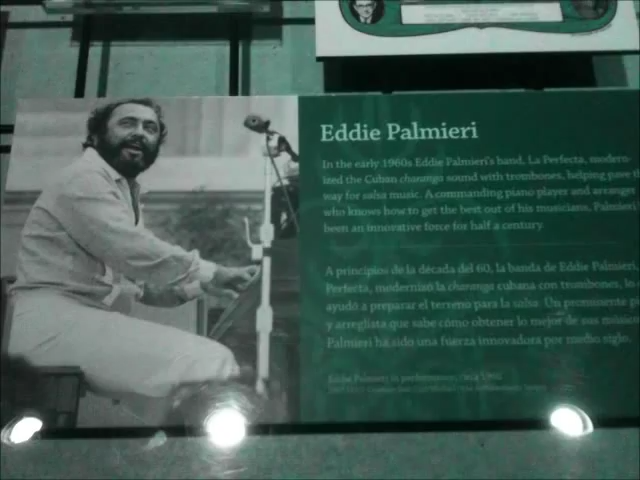 Eddie Palmieri
In the early 1960s Eddie Palmieri's band, La Perfecta, modern-
ized the Cuban charanga sound with trombones, helping pave
way for salsa music. A commanding piano player and arranger
who knows how to get the best out of his musicians, Palmieri
been an innovative force for half a century.
A principios de la década del 60, la banda de Eddie Palmieri,
Perfecta, modernizó la charanga cubana con trombones,
ayudó a preparar el terreno para la salsa. Un prominente
y arreglista que sabe cómo obtener lo mejor de sus
Palmieri ha sido una fuerza innovadora por medio siglo.
Eddie Palmieri in performance, circa